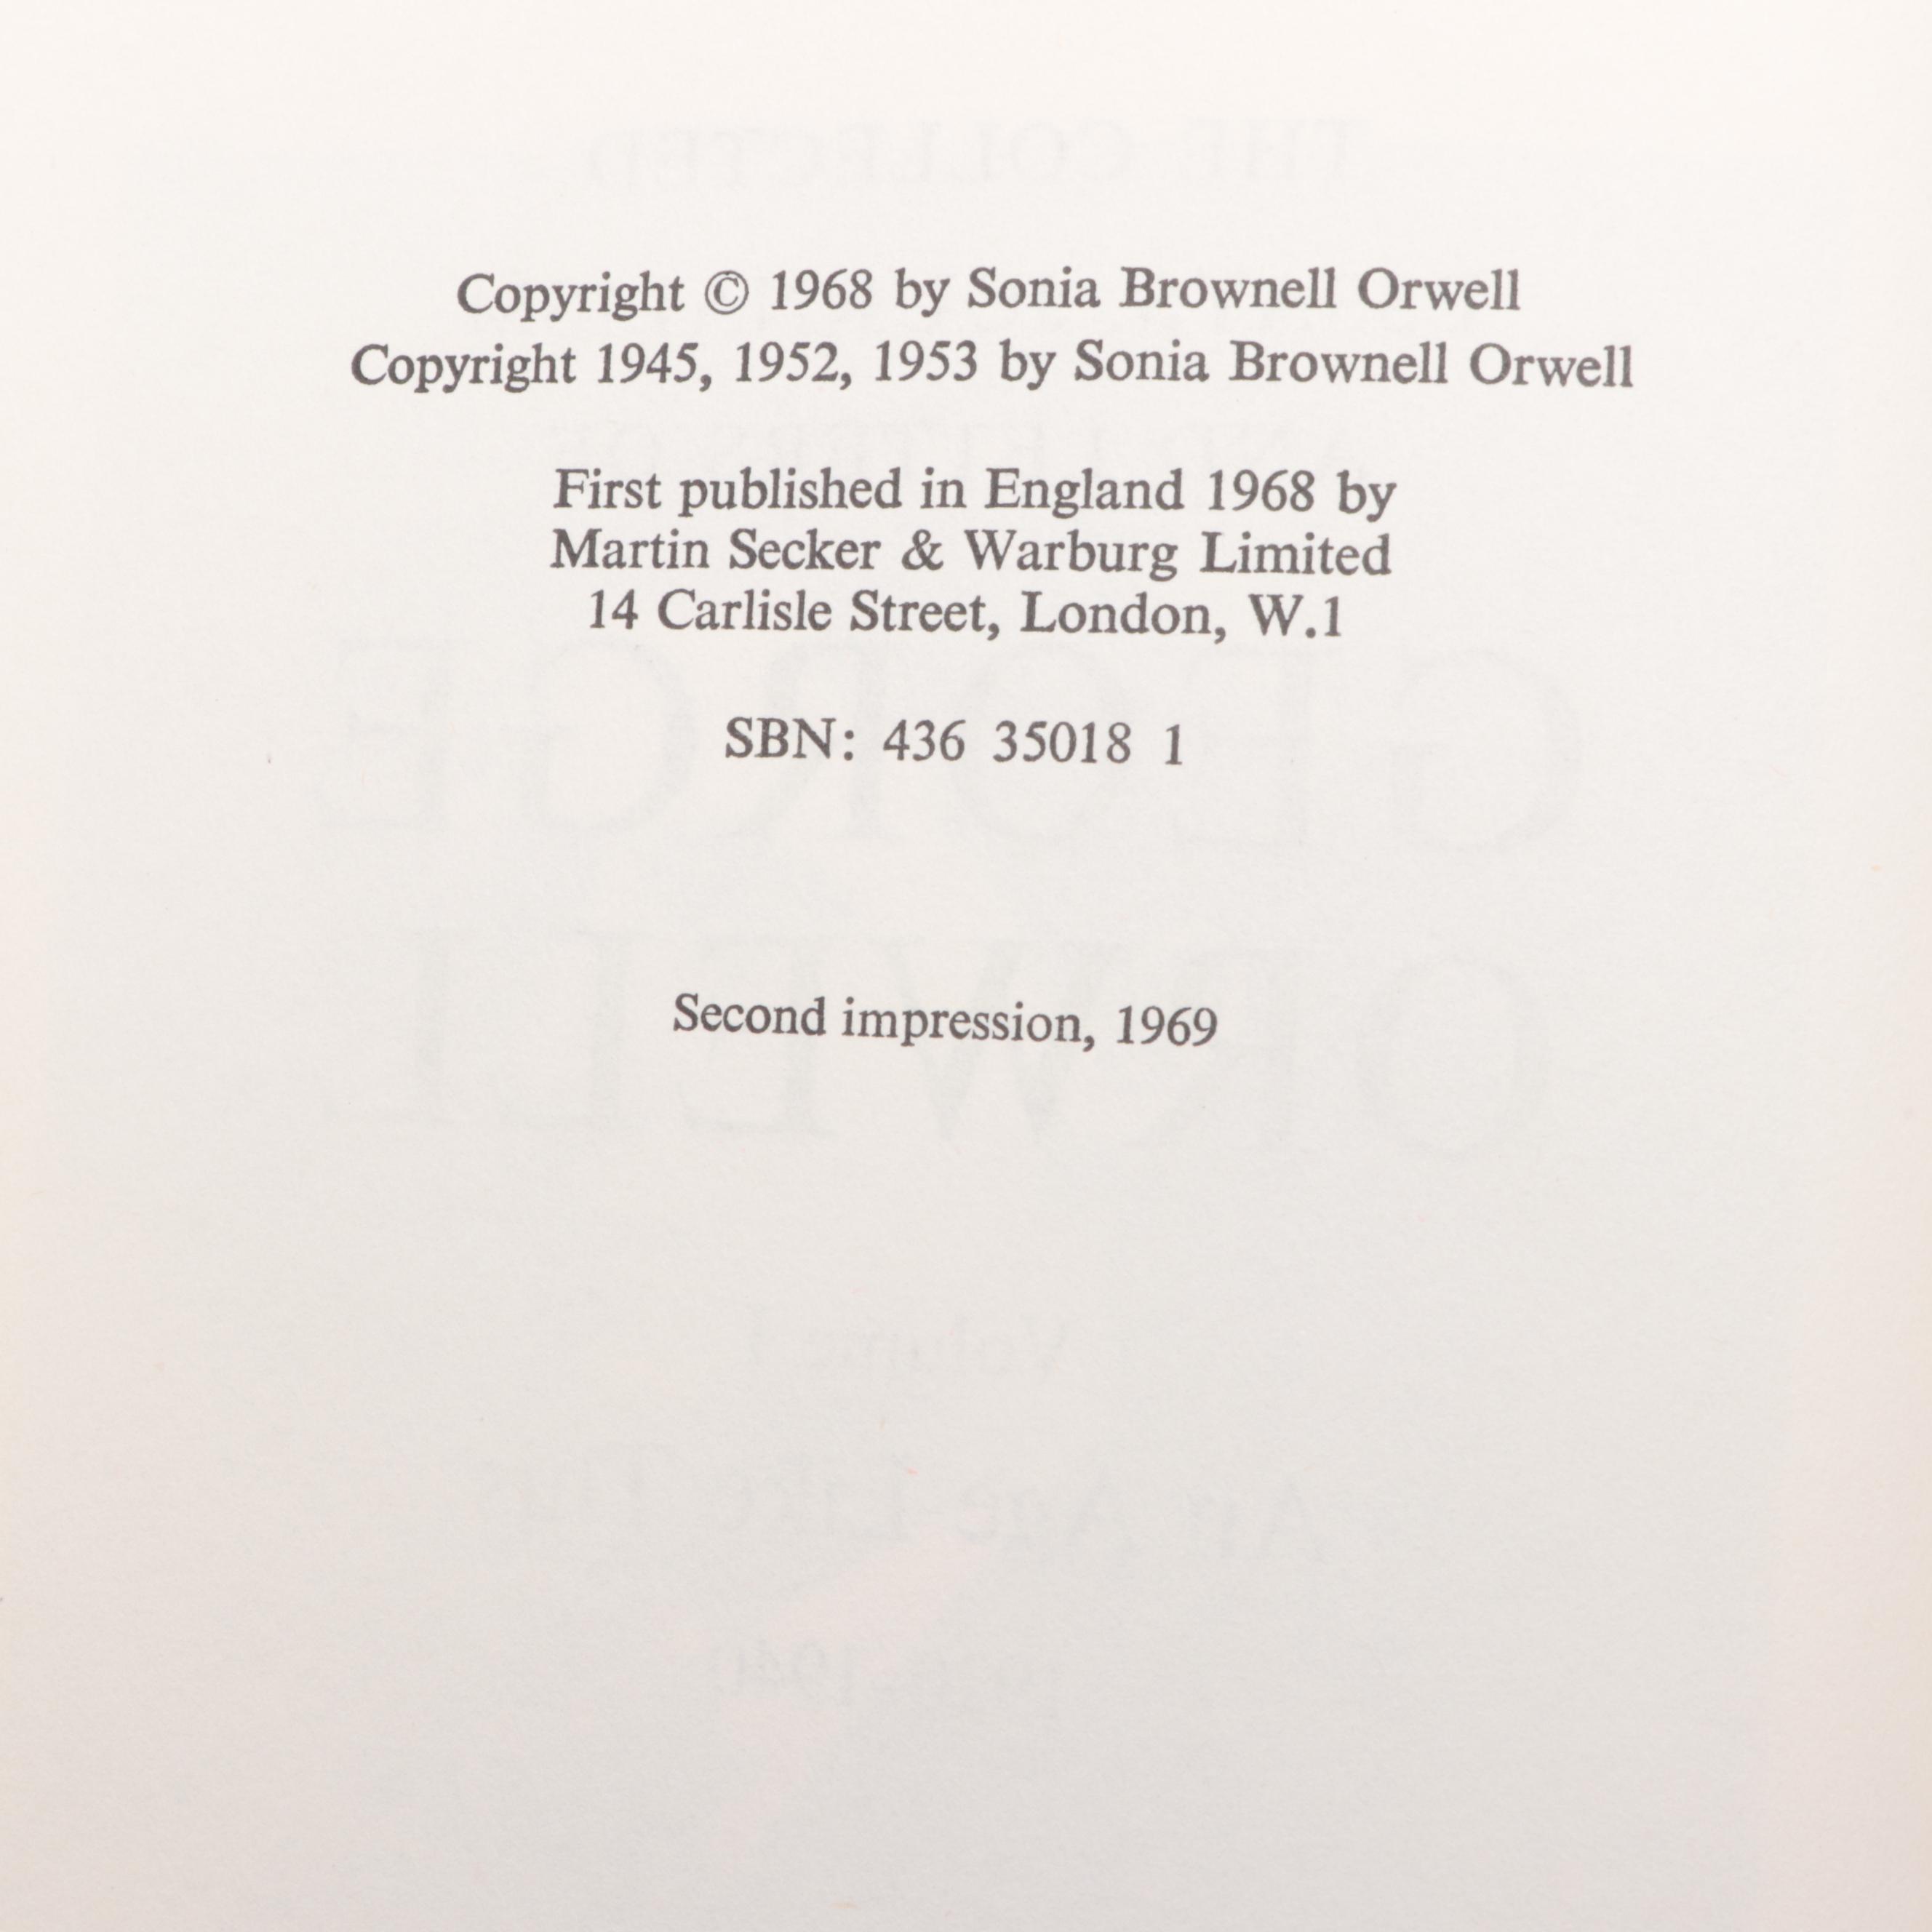 Copyright © 1968 by Sonia Brownell Orwell
Copyright 1945, 1952, 1953 by Sonia Brownell Orwell
First published in England 1968 by
Martin Secker & Warburg Limited
14 Carlisle Street, London, W.1
SBN: 436 35018 1
Second impression, 1969